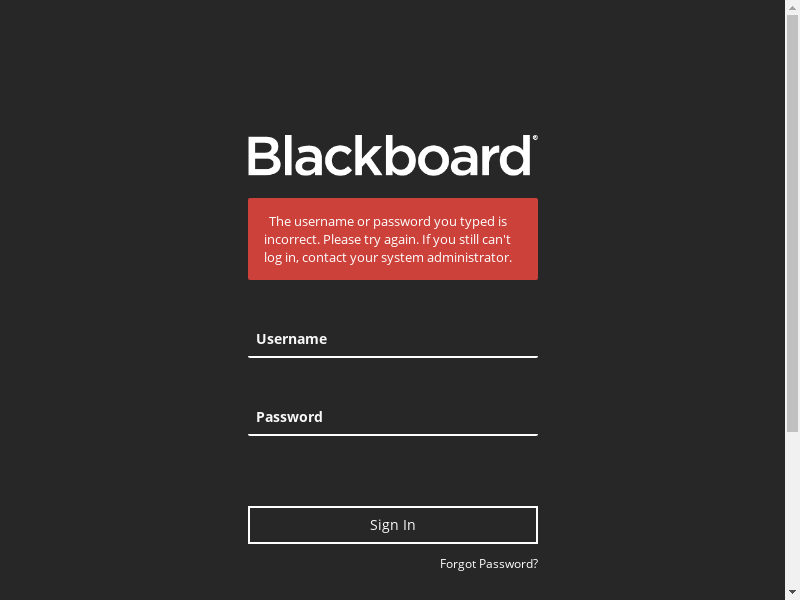 Blackboard®
The username or password you typed is
incorrect. Please try again. If you still can't
log in, contact your system administrator.
Username
Password
Sign In
Forgot Password?